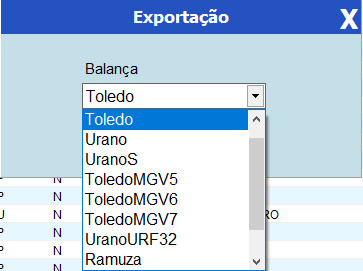 Exportação X
Balança
Toledo
Toledo
Urano
UranoS
ToledoMGV5
ToledoMGV6
ToledoMGV7
UranoURF32
Ramuza
N
N
N RO
N
N
N